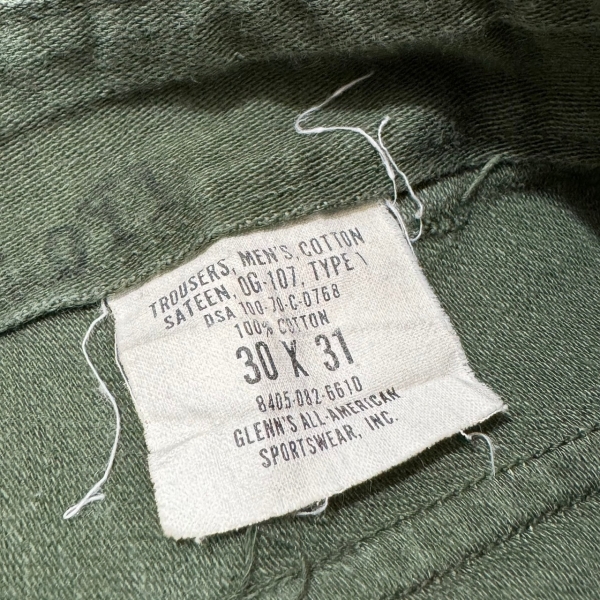 TROUSERS, MEN'S, COTTON
SATEEN, OG-107, TYPE 1
DSA 100-70-C-0768
100% COTTON
30 X 31
8405-082-6610
GLENN'S ALL-AMERICAN
SPORTSWEAR, INC.